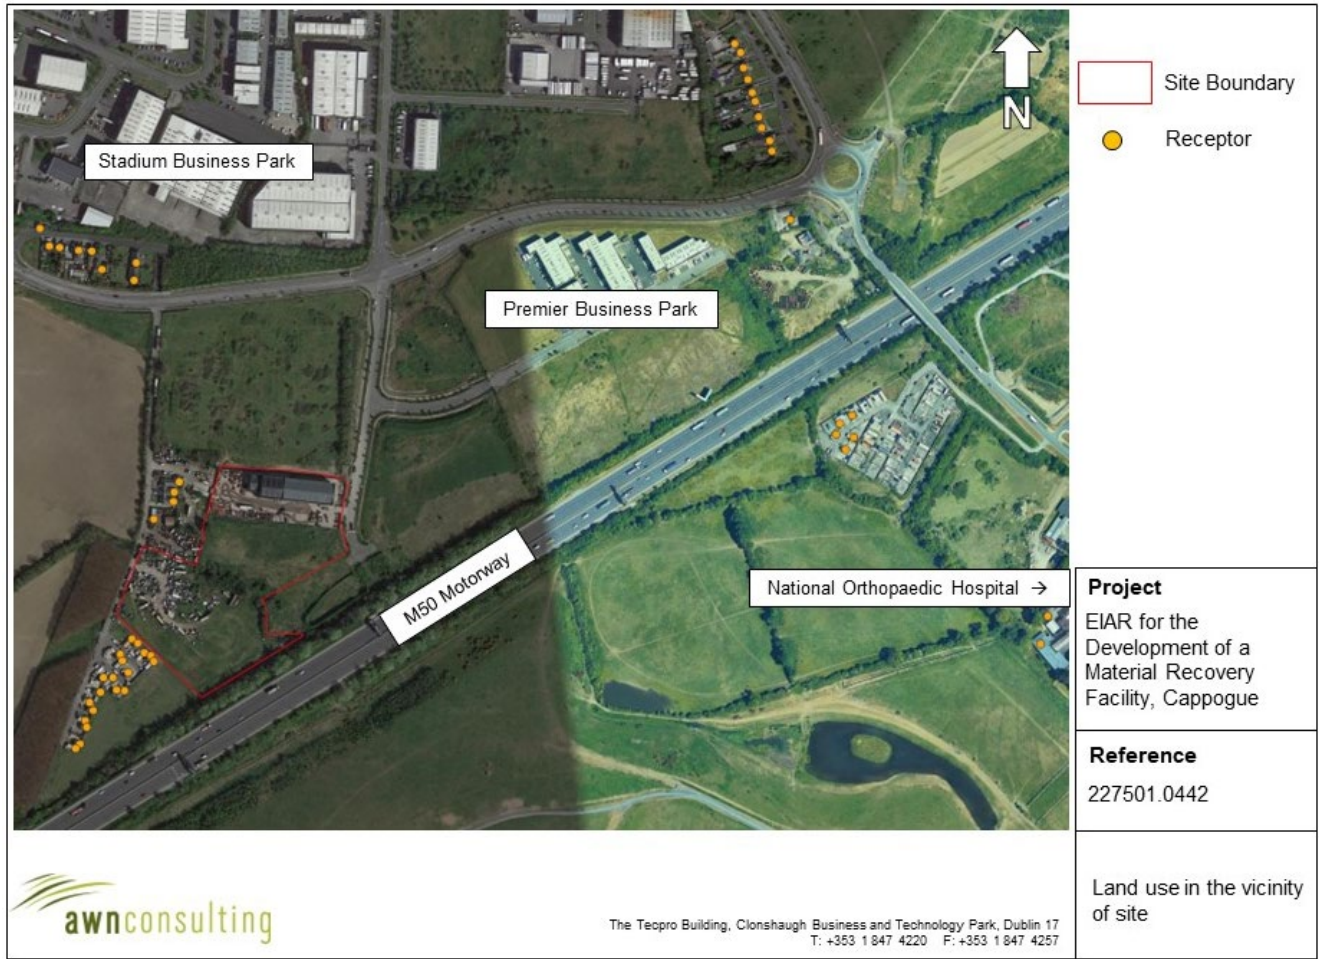 N
Site Boundary
Receptor
Stadium Business Park
Premier Business Park
M50 Motorway
National Orthopaedic Hospital →
Project
EIAR for the
Development of a
Material Recovery
Facility, Cappogue
Reference
227501.0442
Land use in the vicinity
of site
awnconsulting
The Tecpro Building, Clonshaugh Business and Technology Park, Dublin 17
T: +353 1 847 4220 F: +353 1 847 4257